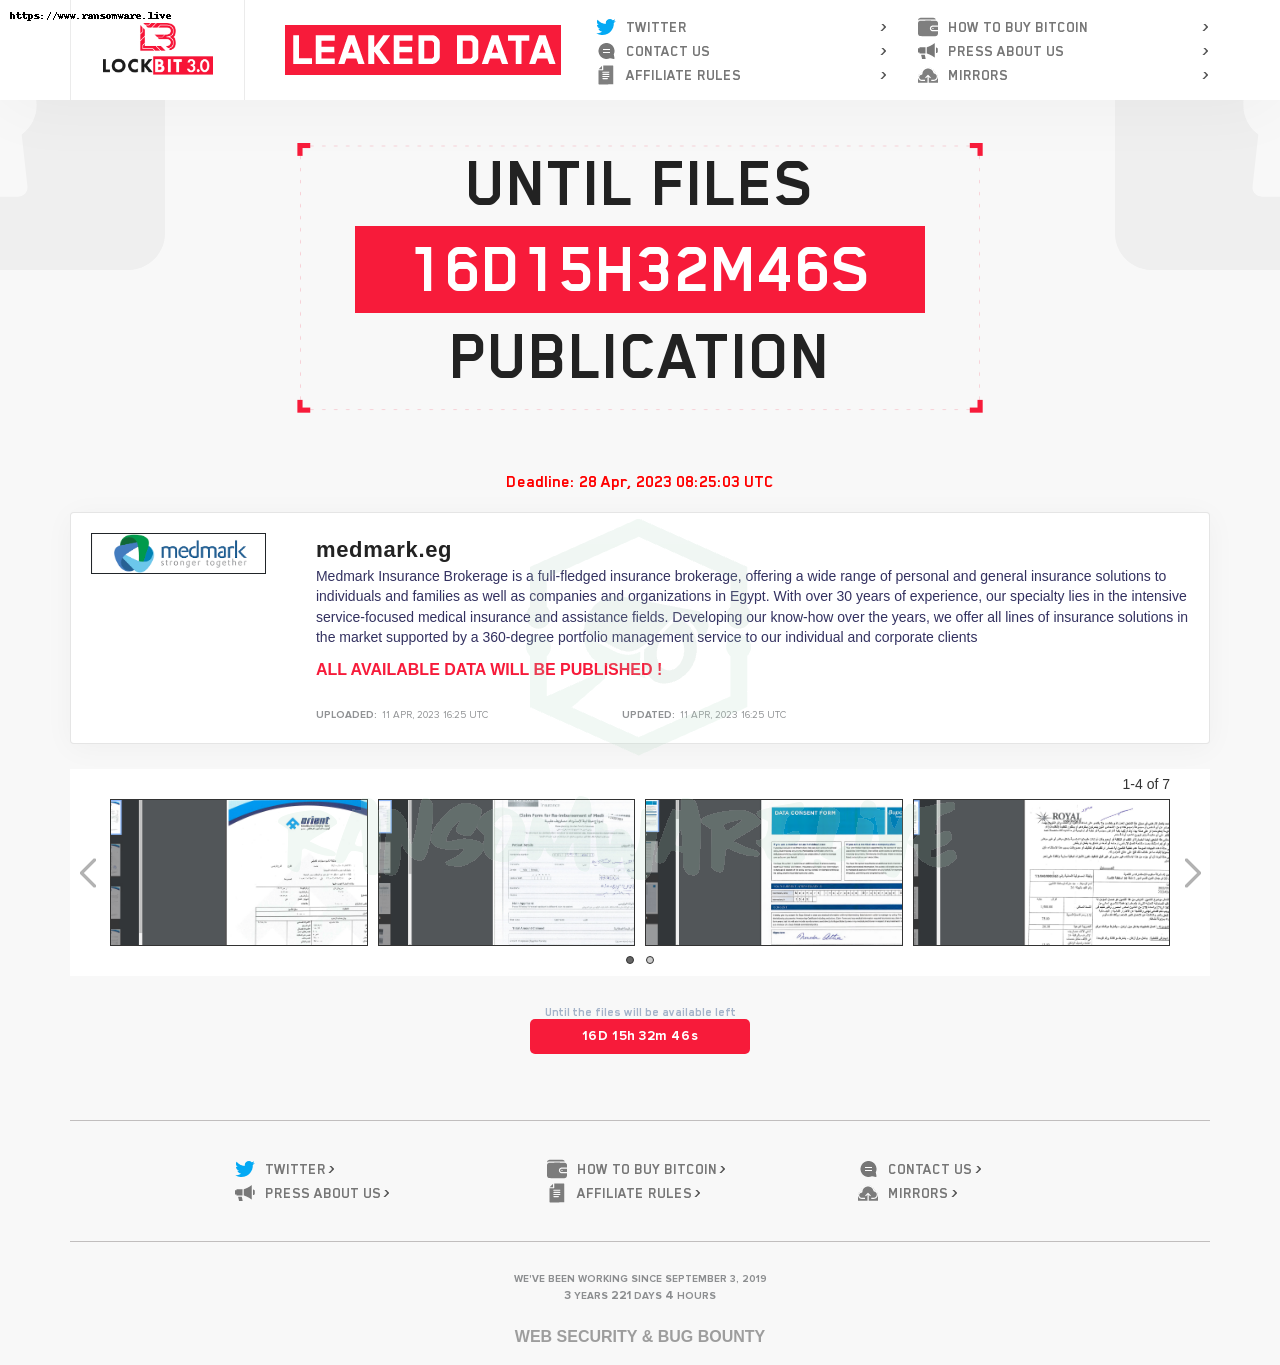 https://www.ransomware.live
LOCKBIT 3.0
LEAKED DATA
TWITTER
CONTACT US
AFFILIATE RULES
HOW TO BUY BITCOIN
PRESS ABOUT US
MIRRORS
UNTIL FILES
16D15H32M46S
PUBLICATION
Deadline: 28 Apr, 2023 08:25:03 UTC
medmark
stronger together
medmark.eg
Medmark Insurance Brokerage is a full-fledged insurance brokerage, offering a wide range of personal and general insurance solutions to
individuals and families as well as companies and organizations in Egypt. With over 30 years of experience, our specialty lies in the intensive
service-focused medical insurance and assistance fields. Developing our know-how over the years, we offer all lines of insurance solutions in
the market supported by a 360-degree portfolio management service to our individual and corporate clients
ALL AVAILABLE DATA WILL BE PUBLISHED !
UPLOADED: 11 APR, 2023 16:25 UTC
UPDATED: 11 APR, 2023 16:25 UTC
1-4 of 7
orient
DATA CONSENT FORM
ROYAL
Until the files will be available left
16D 15h 32m 46s
TWITTER
HOW TO BUY BITCOIN
CONTACT US
PRESS ABOUT US
AFFILIATE RULES
MIRRORS
WE'VE BEEN WORKING SINCE SEPTEMBER 3, 2019
3 YEARS 221 DAYS 4 HOURS
WEB SECURITY & BUG BOUNTY